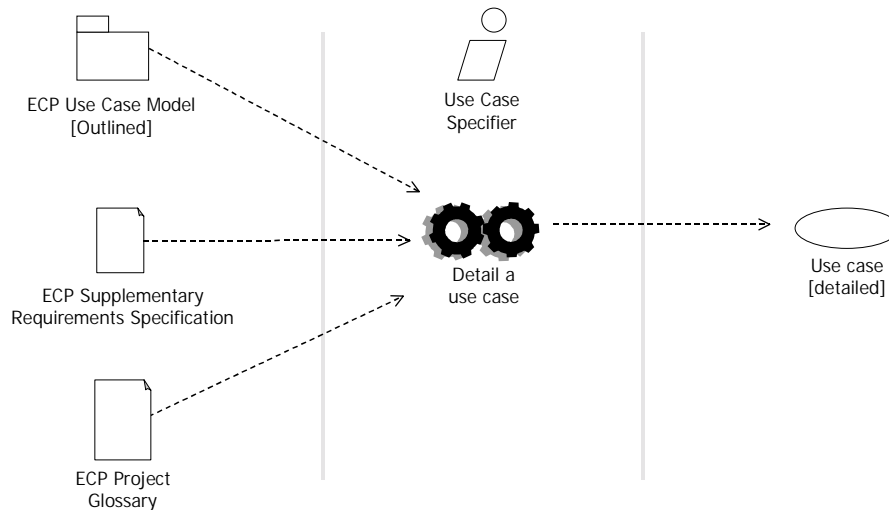 ECP Use Case Model
[Outlined]
Use Case
Specifier
ECP Supplementary
Requirements Specification
Detail a
use case
Use case
[detailed]
ECP Project
Glossary